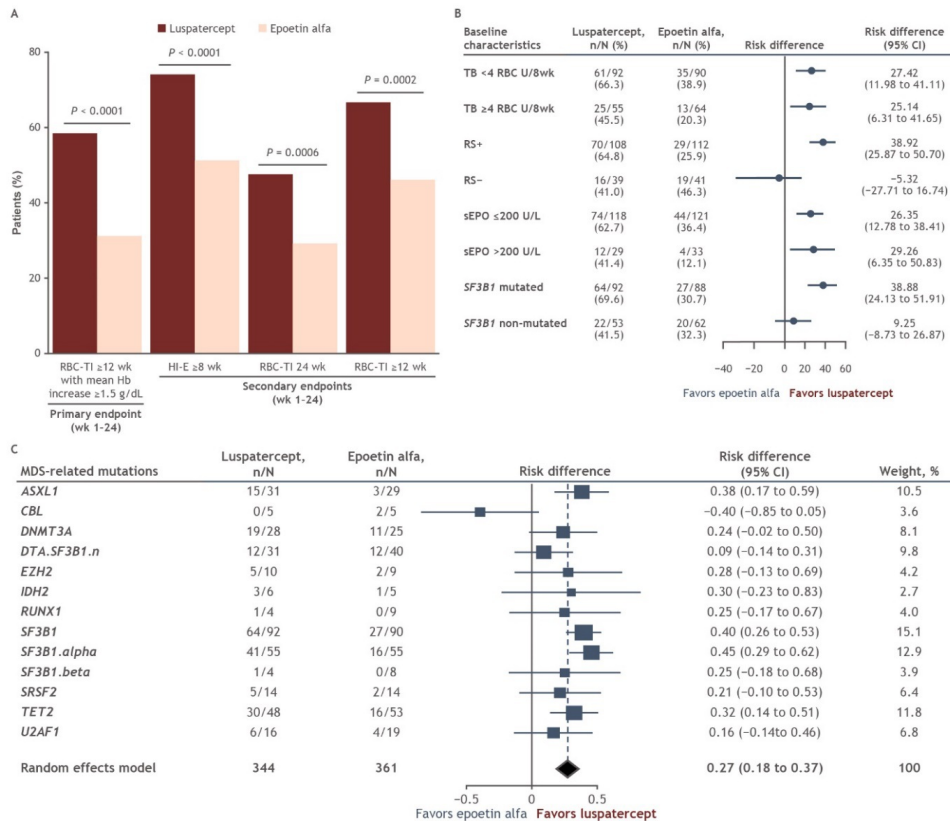 A
Luspatercept Epoetin alfa
Patients (%)
80
60
40
20
0
P < 0.0001
P < 0.0001
P = 0.0006
P = 0.0002
RBC-TI ≥12 wk
with mean Hb
increase ≥1.5 g/dL
HI-E ≥8 wk
RBC-TI 24 wk
RBC-TI ≥12 wk
Primary endpoint
(wk 1–24)
Secondary endpoints
(wk 1–24)
B
Baseline characteristics Luspatercept, n/N (%) Epoetin alfa, n/N (%) Risk difference Risk difference (95% CI)
TB <4 RBC U/8wk 61/92 35/90 27.42
(66.3) (38.9) (11.98 to 41.11)
TB ≥4 RBC U/8wk 25/55 13/64 25.14
(45.5) (20.3) (6.31 to 41.65)
RS+ 70/108 29/112 38.92
(64.8) (25.9) (25.87 to 50.70)
RS− 16/39 19/41 −5.32
(41.0) (46.3) (−27.71 to 16.74)
sEPO ≤200 U/L 74/118 44/121 26.35
(62.7) (36.4) (12.78 to 38.41)
sEPO >200 U/L 12/29 4/33 29.26
(41.4) (12.1) (6.35 to 50.83)
SF3B1 mutated 64/92 27/88 38.88
(69.6) (30.7) (24.13 to 51.91)
SF3B1 non-mutated 22/53 20/62 9.25
(41.5) (32.3) (−8.73 to 26.87)
−40 −20 0 20 40 60
Favors epoetin alfa Favors luspatercept
C
MDS-related mutations Luspatercept, n/N Epoetin alfa, n/N Risk difference Risk difference (95% CI) Weight, %
ASXL1 15/31 3/29 0.38 (0.17 to 0.59) 10.5
CBL 0/5 2/5 −0.40 (−0.85 to 0.05) 3.6
DNMT3A 19/28 11/25 0.24 (−0.02 to 0.50) 8.1
DTA.SF3B1.n 12/31 12/40 0.09 (−0.14 to 0.31) 9.8
EZH2 5/10 2/9 0.28 (−0.13 to 0.69) 4.2
IDH2 3/6 1/5 0.30 (−0.23 to 0.83) 2.7
RUNX1 1/4 0/9 0.25 (−0.17 to 0.67) 4.0
SF3B1 64/92 27/90 0.40 (0.26 to 0.53) 15.1
SF3B1.alpha 41/55 16/55 0.45 (0.29 to 0.62) 12.9
SF3B1.beta 1/4 0/8 0.25 (−0.18 to 0.68) 3.9
SRSF2 5/14 2/14 0.21 (−0.10 to 0.53) 6.4
TET2 30/48 16/53 0.32 (0.14 to 0.51) 11.8
U2AF1 6/16 4/19 0.16 (−0.14to 0.46) 6.8
Random effects model 344 361 0.27 (0.18 to 0.37) 100
−0.5 0 0.5
Favors epoetin alfa Favors luspatercept